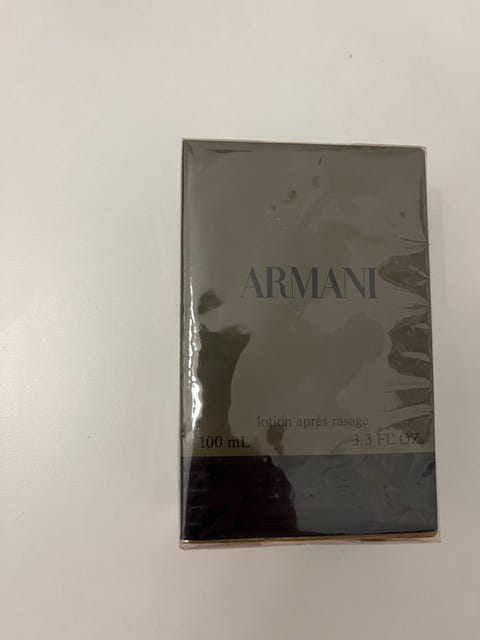 ARMANI
lotion après rasage
100 mL 3.3 FL.OZ.